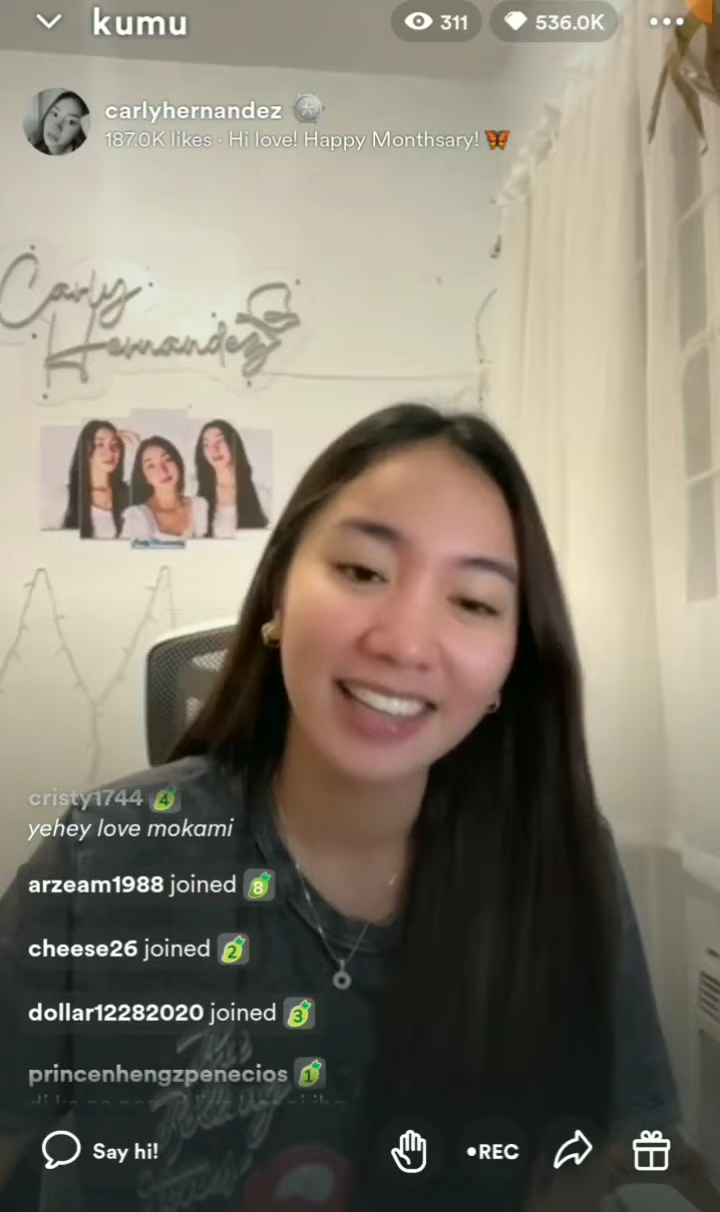 kumu
311
536.0K
carlyhernandez
187.0K likes · Hi love! Happy Monthsary! 🦋
Carly
Hernandez
cristy1744 4
yehey love mokami
arzeam1988 joined 8
cheese26 joined 2
dollar12282020 joined 3
princenhengzpenecios 1
Say hi!
•REC